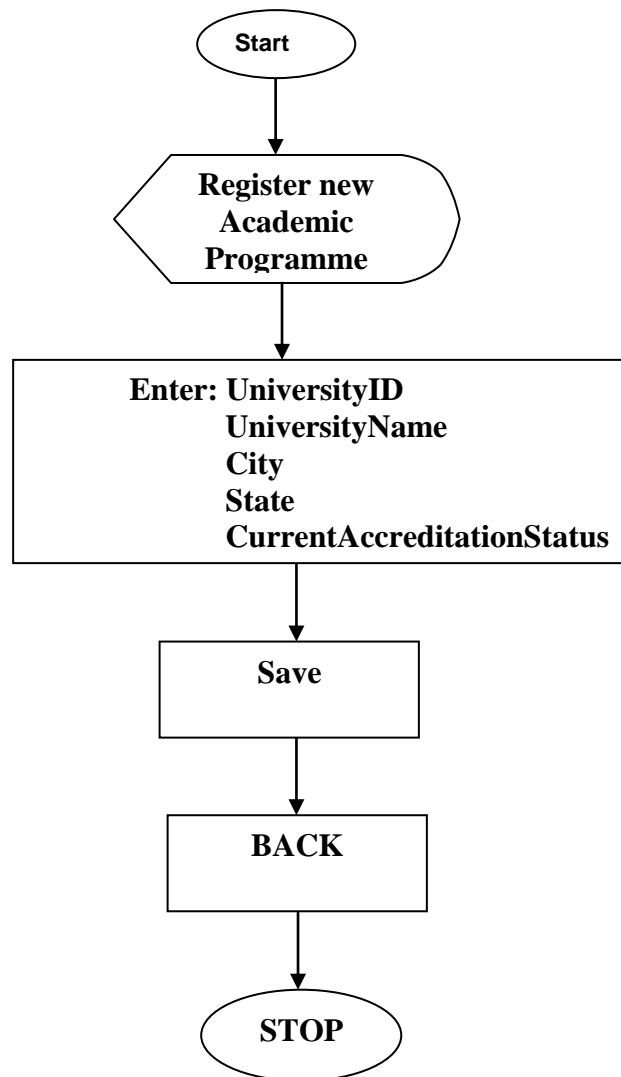 Start
Register new
Academic
Programme
Enter: UniversityID
UniversityName
City
State
CurrentAccreditationStatus
Save
BACK
STOP